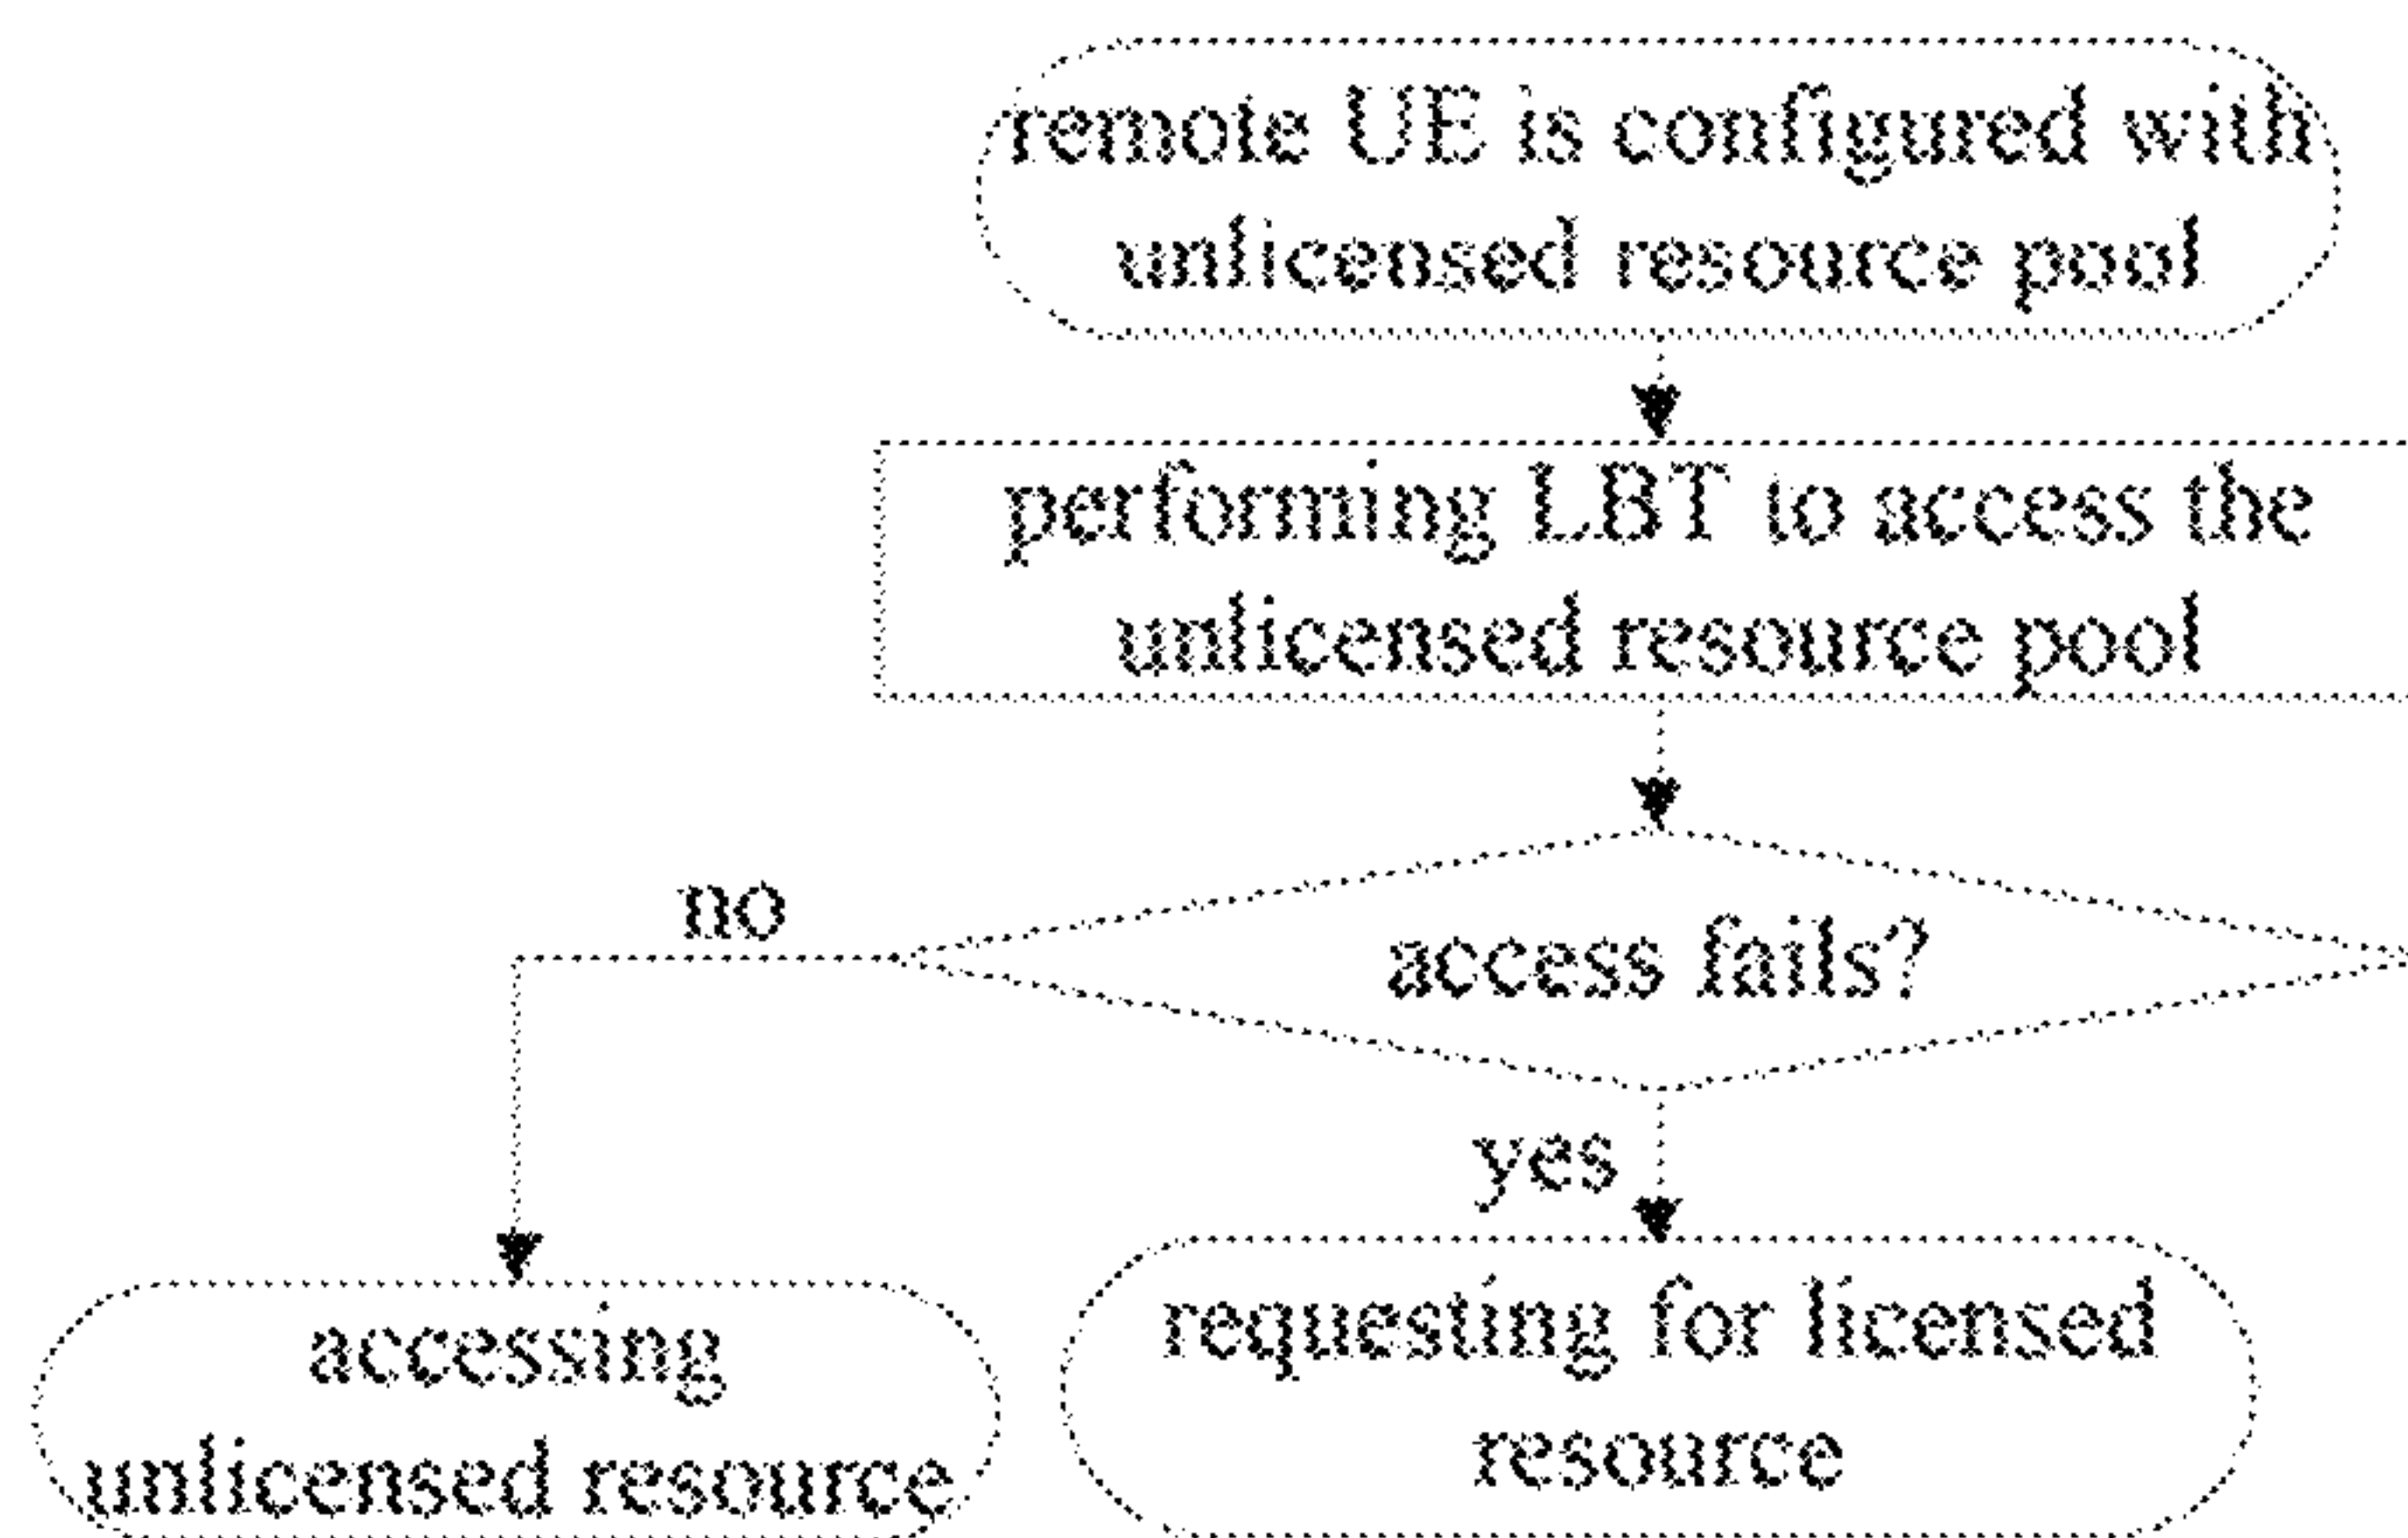 remote UE is configured with
unlicensed resource pool
performing LBT to access the
unlicensed resource pool
no
access fails?
yes
accessing
unlicensed resource
requesting for licensed
resource